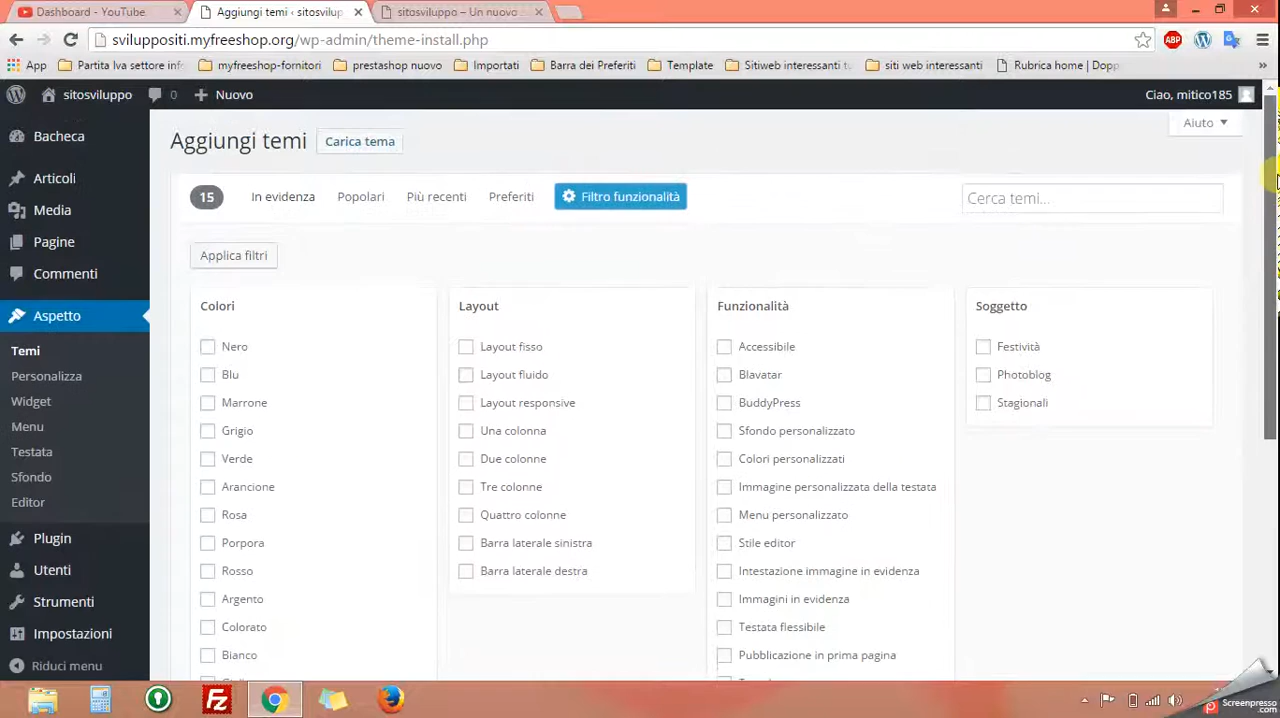 Dashboard - YouTube
Aggiungi temi ‹ sitosvilup
sitosviluppo – Un nuovo
sviluppositi.myfreeshop.org/wp-admin/theme-install.php
ABP
App
Partita Iva settore info
myfreeshop-fornitori
prestashop nuovo
Importati
Barra dei Preferiti
Template
Sitiweb interessanti tu
siti web interessanti
Rubrica home | Dopp
»
sitosviluppo
0
Nuovo
Ciao, mitico185
Aiuto
Bacheca
Articoli
Media
Pagine
Commenti
Aspetto
Temi
Personalizza
Widget
Menu
Testata
Sfondo
Editor
Plugin
Utenti
Strumenti
Impostazioni
Riduci menu
Aggiungi temi
Carica tema
15
In evidenza
Popolari
Più recenti
Preferiti
Filtro funzionalità
Cerca temi...
Applica filtri
Colori
Nero
Blu
Marrone
Grigio
Verde
Arancione
Rosa
Porpora
Rosso
Argento
Colorato
Bianco
Layout
Layout fisso
Layout fluido
Layout responsive
Una colonna
Due colonne
Tre colonne
Quattro colonne
Barra laterale sinistra
Barra laterale destra
Funzionalità
Accessibile
Blavatar
BuddyPress
Sfondo personalizzato
Colori personalizzati
Immagine personalizzata della testata
Menu personalizzato
Stile editor
Intestazione immagine in evidenza
Immagini in evidenza
Testata flessibile
Pubblicazione in prima pagina
Soggetto
Festività
Photoblog
Stagionali
Screenpresso
.com